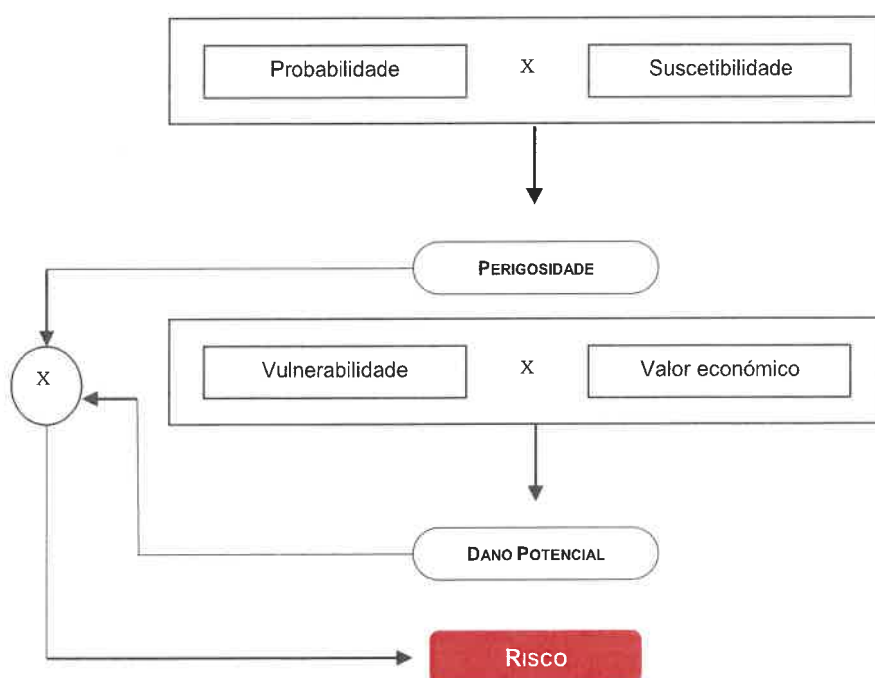 Probabilidade X Suscetibilidade
PERIGOSIDADE
Vulnerabilidade X Valor económico
X
DANO POTENCIAL
RISCO